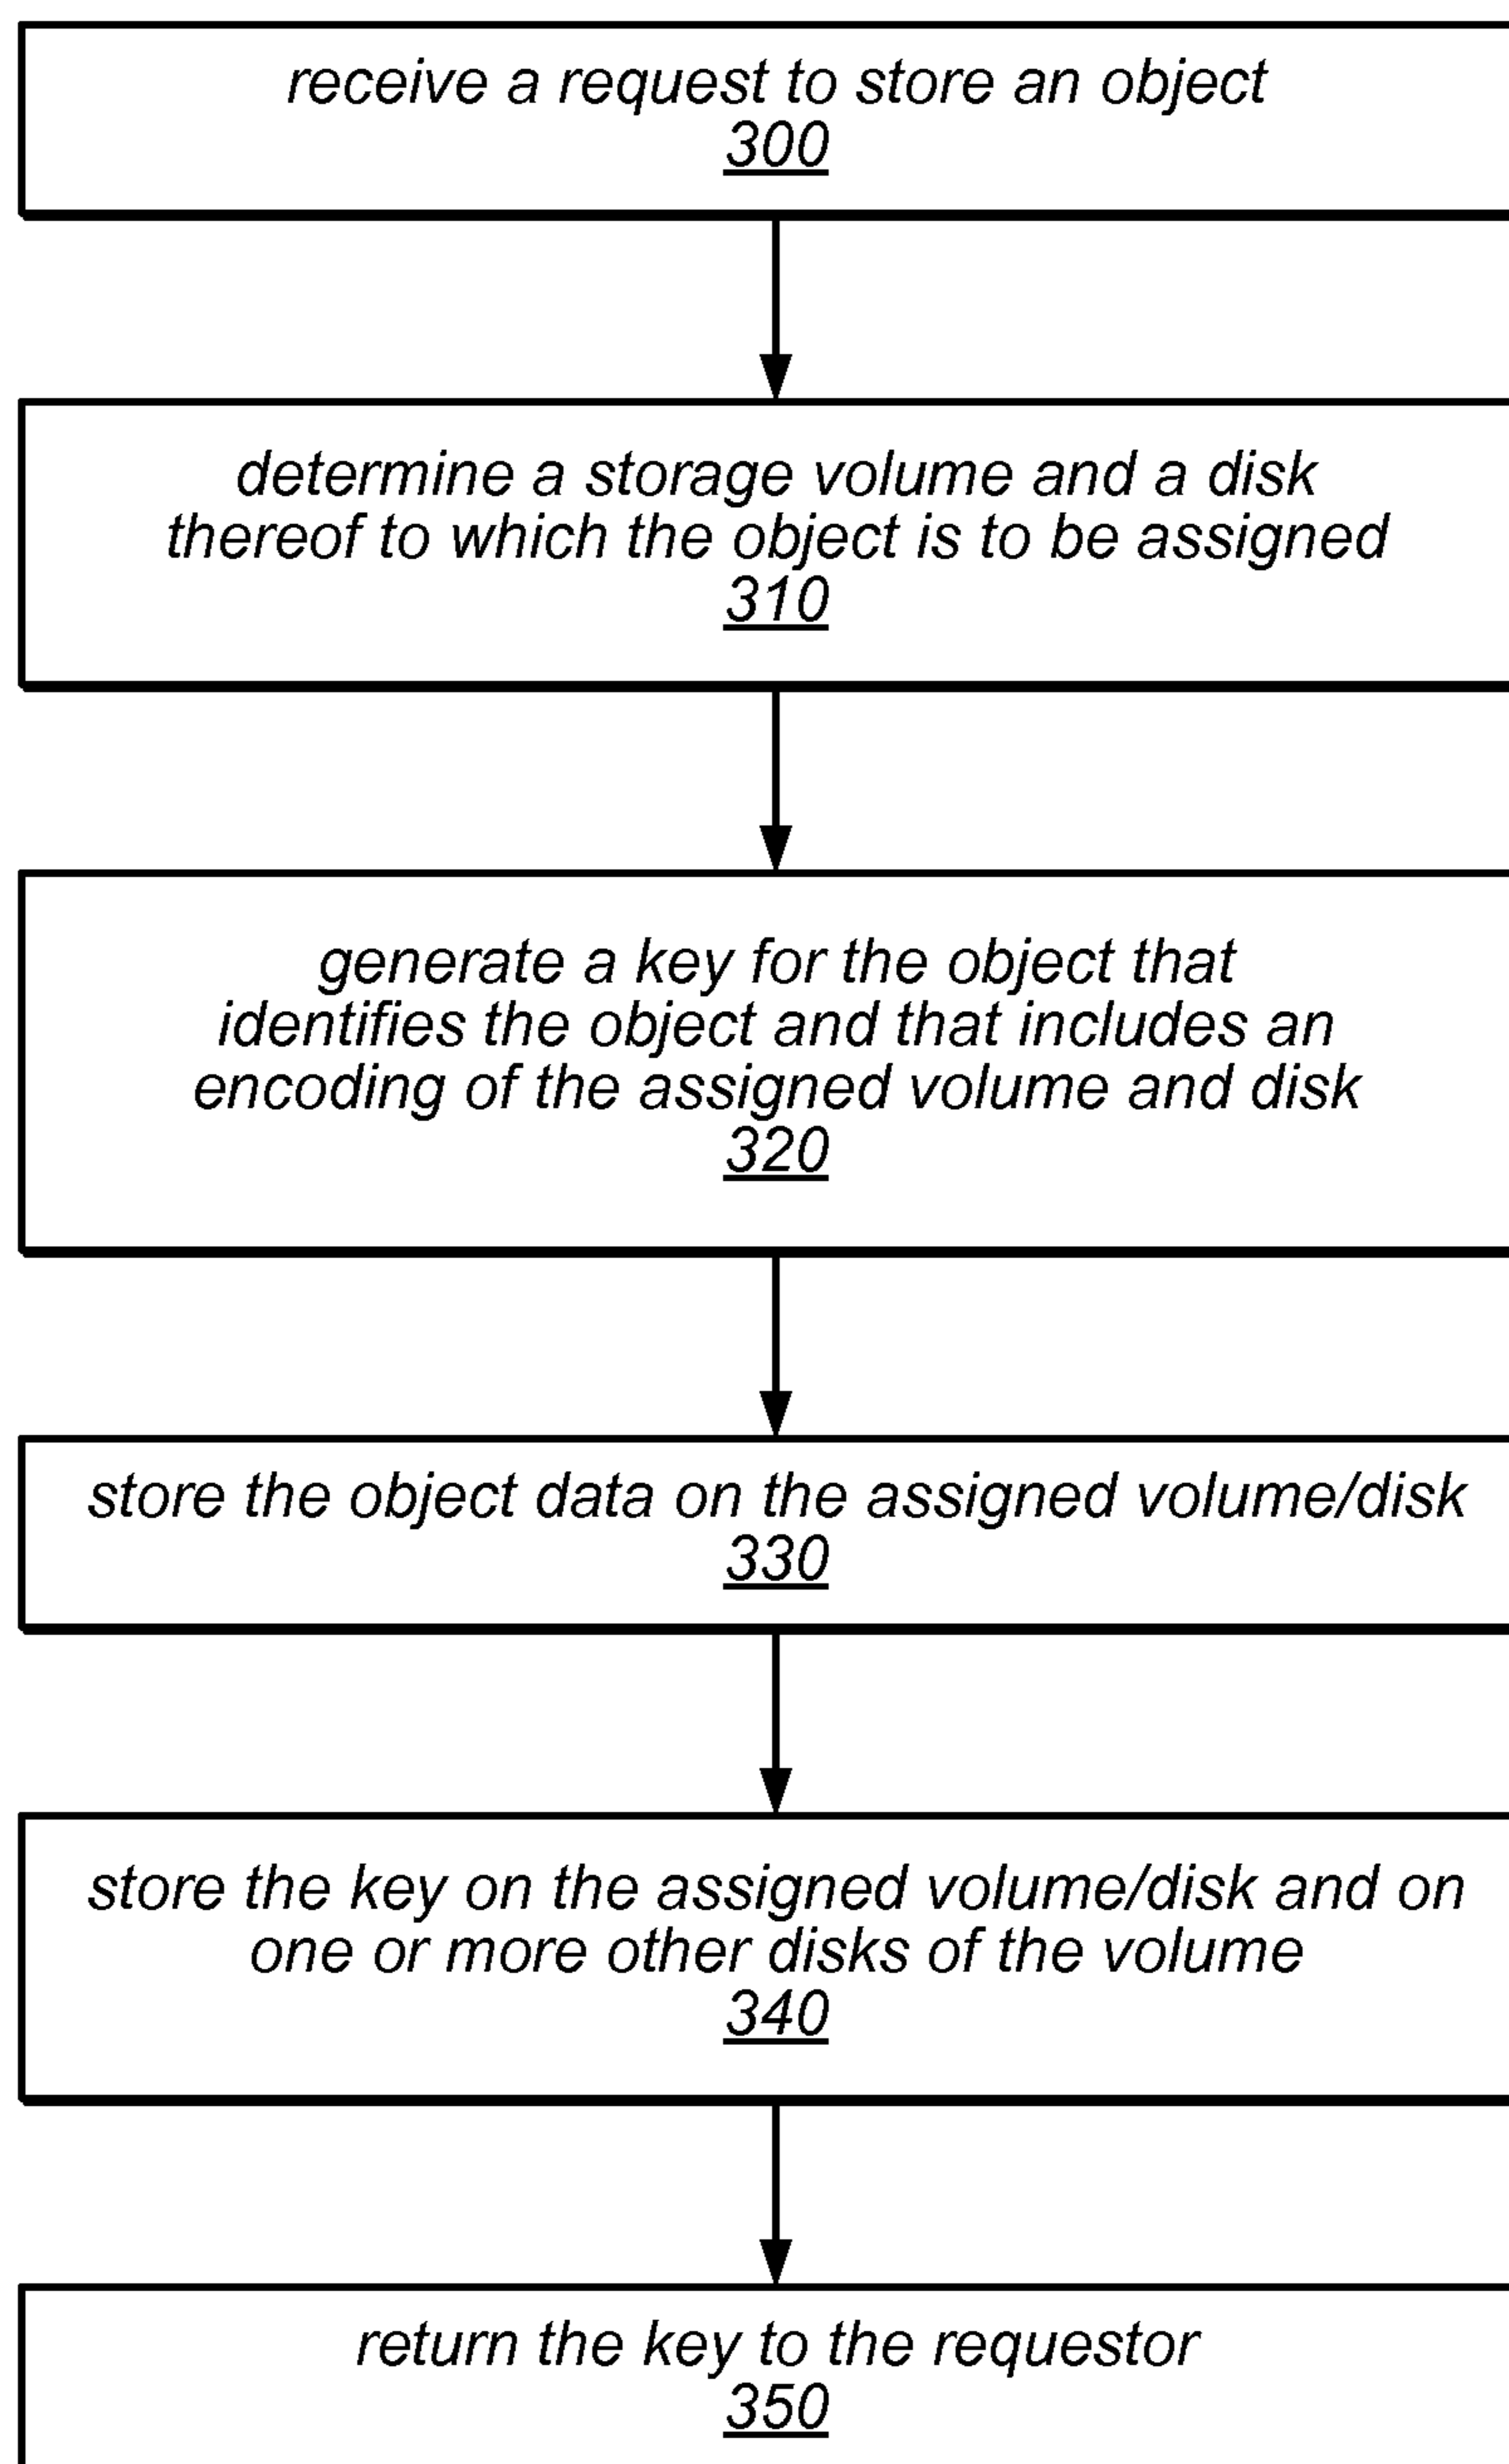 receive a request to store an object
300
determine a storage volume and a disk
thereof to which the object is to be assigned
310
generate a key for the object that
identifies the object and that includes an
encoding of the assigned volume and disk
320
store the object data on the assigned volume/disk
330
store the key on the assigned volume/disk and on
one or more other disks of the volume
340
return the key to the requestor
350